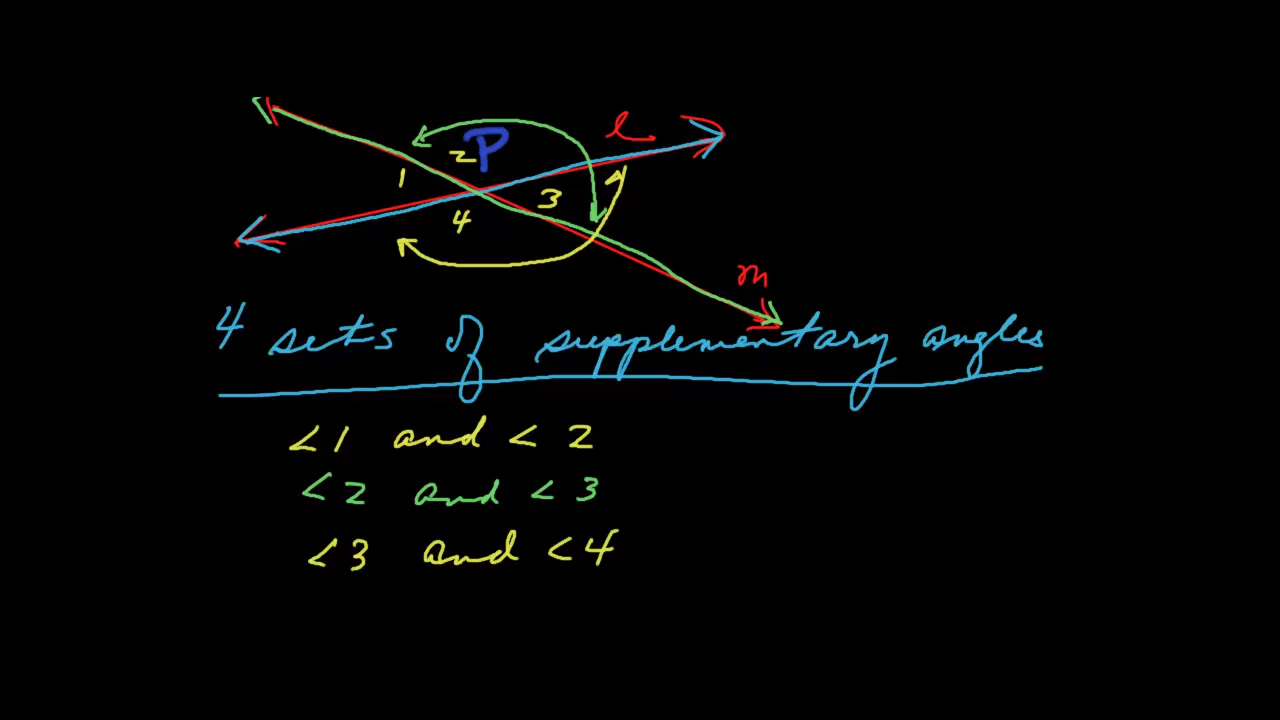 l
2 P
1
3
4
m
4 sets of supplementary angles
<1 and < 2
<2 and <3
<3 and <4